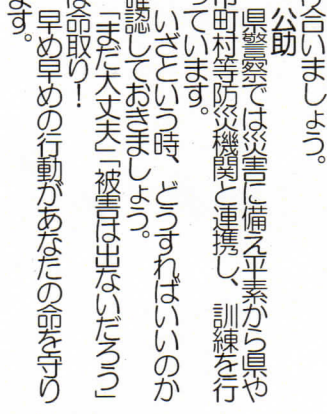 合いましょう。
公助
県警察では災害に備え平素から県や
市町村等防災機関と連携し、訓練を行
っています。
いざという時、どうすればいいのか
確認しておきましょう。
「まだ大丈夫」「被害は出ないだろう」
は命取り！
早め早めの行動があなたの命を守り
ます。